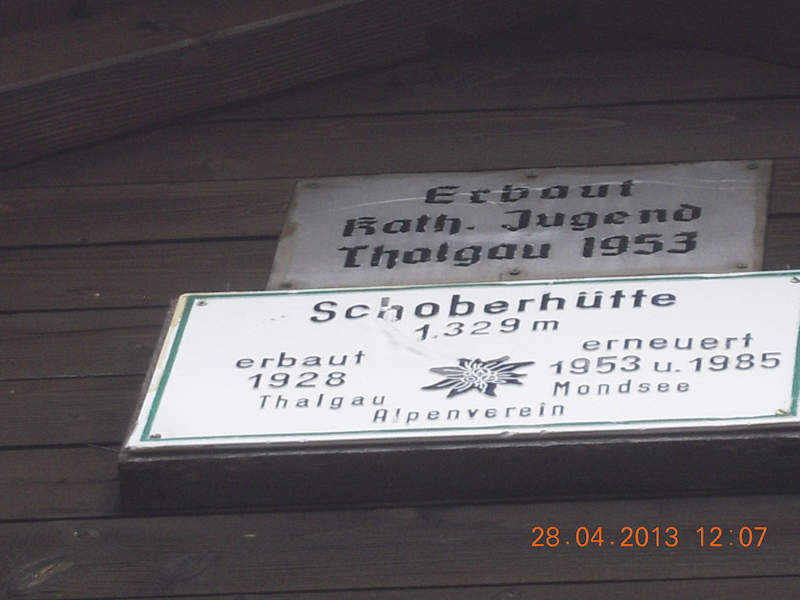 Erbaut
Kath. Jugend
Thalgau 1953
Schoberhütte
1.329 m
erbaut
1928
Thalgau
erneuert
1953 u. 1985
Mondsee
Alpenverein
28.04.2013 12:07